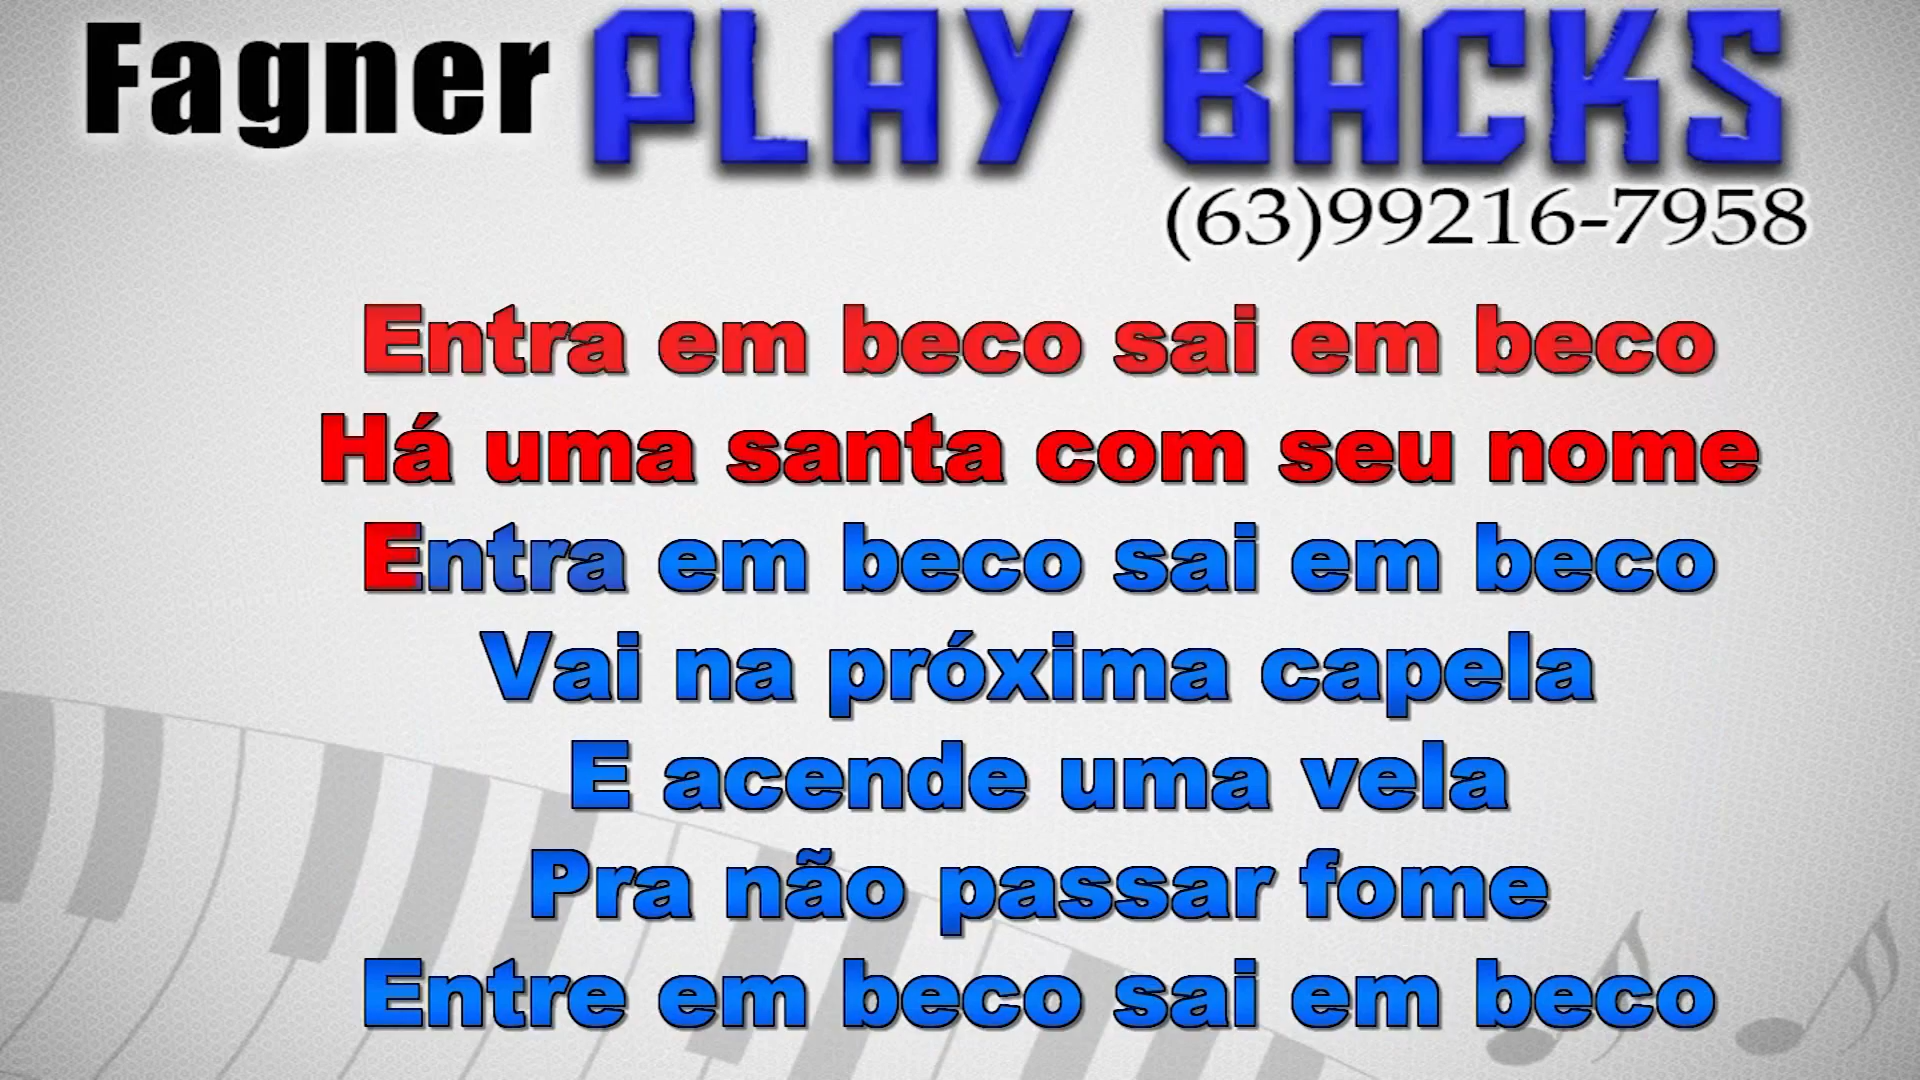 Fagner PLAY BACKS
(63)99216-7958
Entra em beco sai em beco
Há uma santa com seu nome
Entra em beco sai em beco
Vai na próxima capela
E acende uma vela
Pra não passar fome
Entre em beco sai em beco